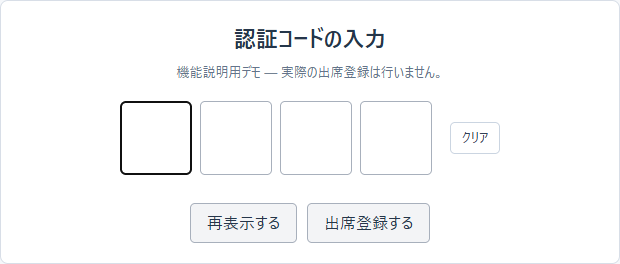 認証コードの入力
機能説明用デモ — 実際の出席登録は行いません。
クリア
再表示する
出席登録する